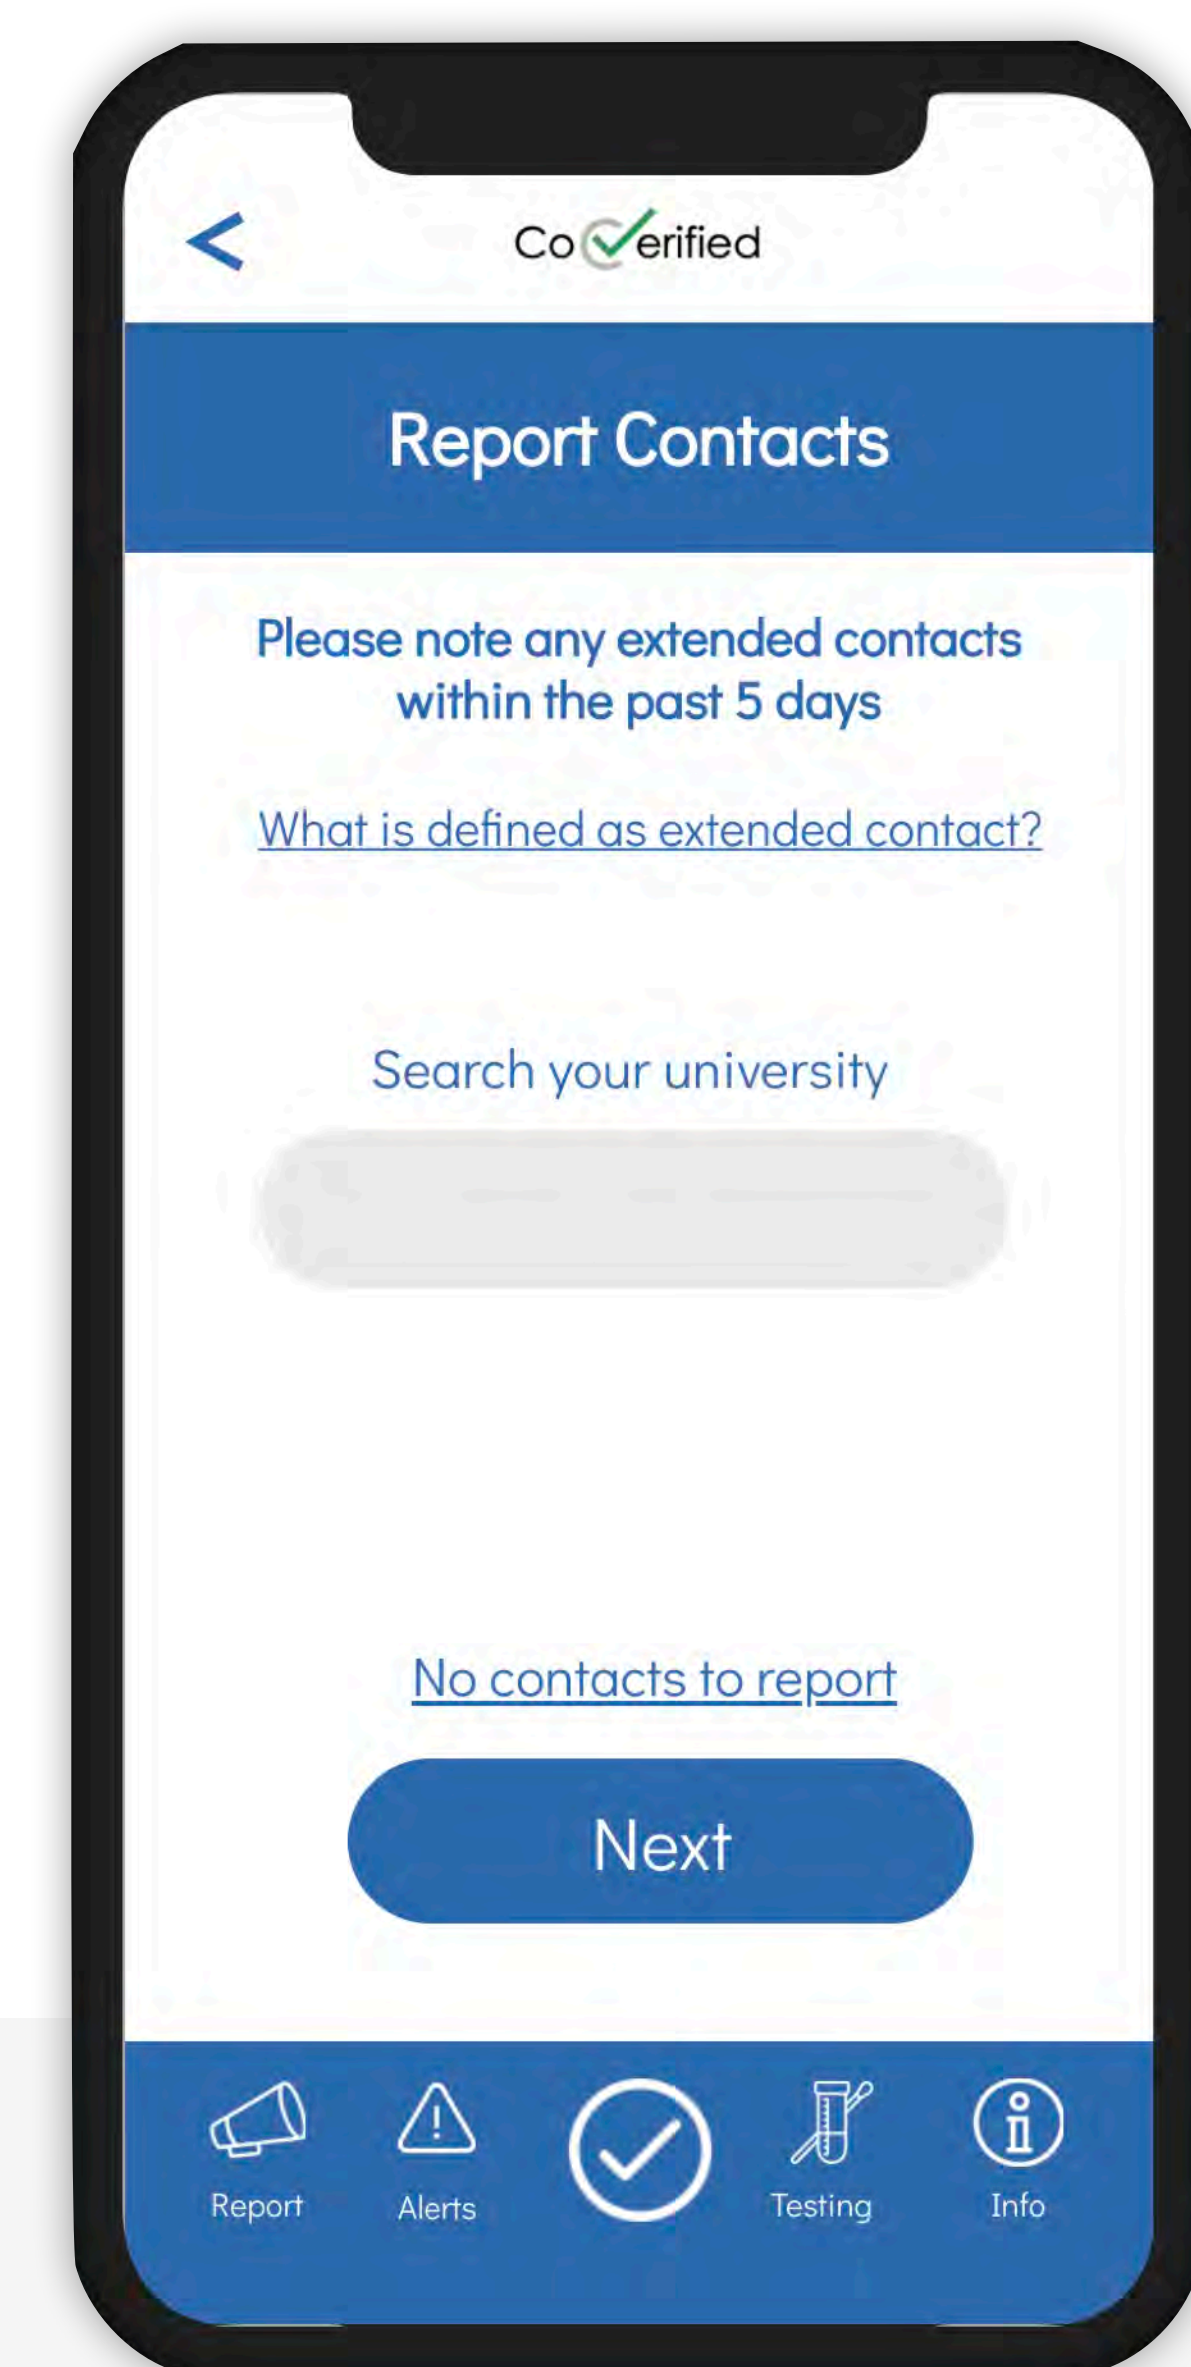 <
CoVerified
Report Contacts
Please note any extended contacts
within the past 5 days
What is defined as extended contact?
Search your university
No contacts to report
Next
Report Alerts Testing Info